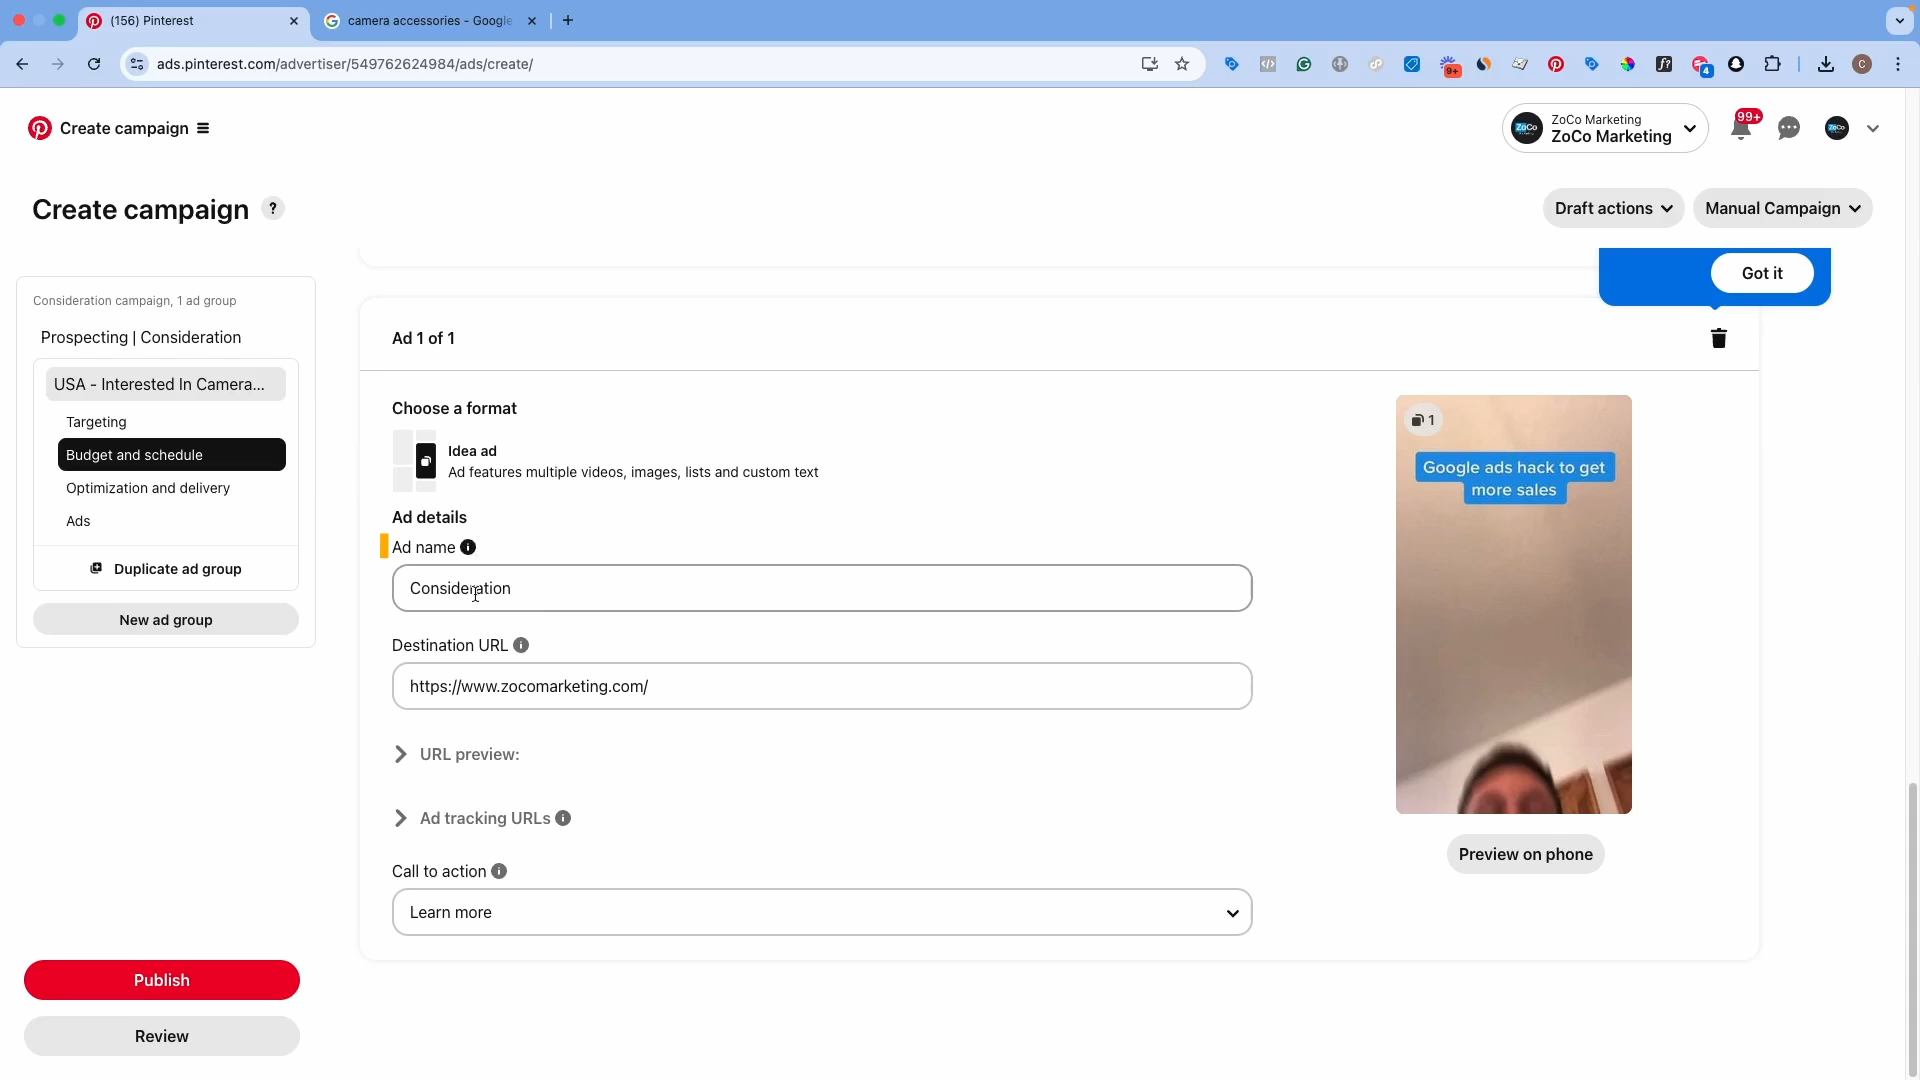 (156) Pinterest
camera accessories - Google
ads.pinterest.com/advertiser/549762624984/ads/create/
9+
f?
4
C
Create campaign
ZoCo
ZoCo Marketing
ZoCo Marketing
99+
ZoCo
Create campaign
?
Draft actions
Manual Campaign
Got it
Consideration campaign, 1 ad group
Prospecting | Consideration
USA - Interested In Camera...
Targeting
Budget and schedule
Optimization and delivery
Ads
Duplicate ad group
New ad group
Ad 1 of 1
Choose a format
Idea ad
Ad features multiple videos, images, lists and custom text
Ad details
Ad name
Consideration
Destination URL
https://www.zocomarketing.com/
URL preview:
Ad tracking URLs
Call to action
Learn more
1
Google ads hack to get
more sales
Preview on phone
Publish
Review